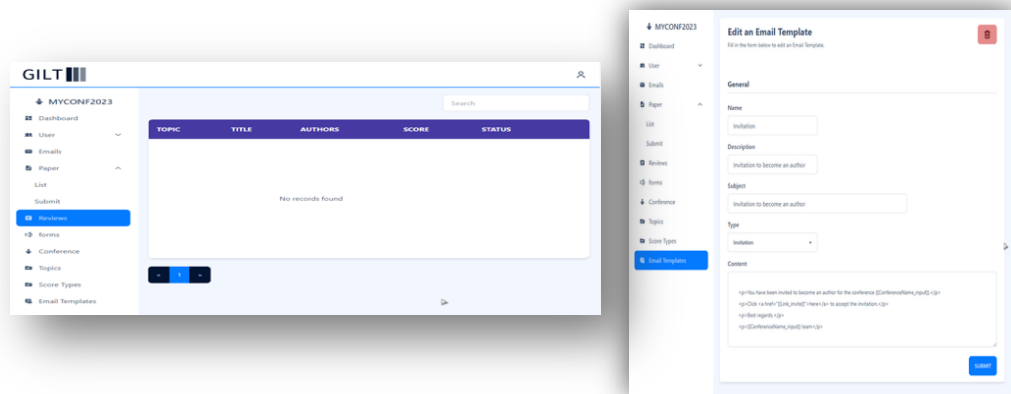 GILT
MYCONF2023
Dashboard
User
Emails
Paper
List
Submit
Reviews
forms
Conference
Topics
Score Types
Email Templates
Search
TOPIC TITLE AUTHORS SCORE STATUS
No records found
« 1 »
MYCONF2023
Dashboard
User
Emails
Paper
List
Submit
Reviews
forms
Conference
Topics
Score Types
Email Templates
Edit an Email Template
Fill in the form below to edit an Email Template.
General
Name
Invitation
Description
Invitation to become an author
Subject
Invitation to become an author
Type
Invitation
Content
<p>You have been invited to become an author for the conference {{ConferenceName_input}}.</p>
<p>Click <a href="{{Link_invite}}">here</a> to accept the invitation.</p>
<p>Best regards,</p>
<p>{{ConferenceName_input}} team</p>
SUBMIT